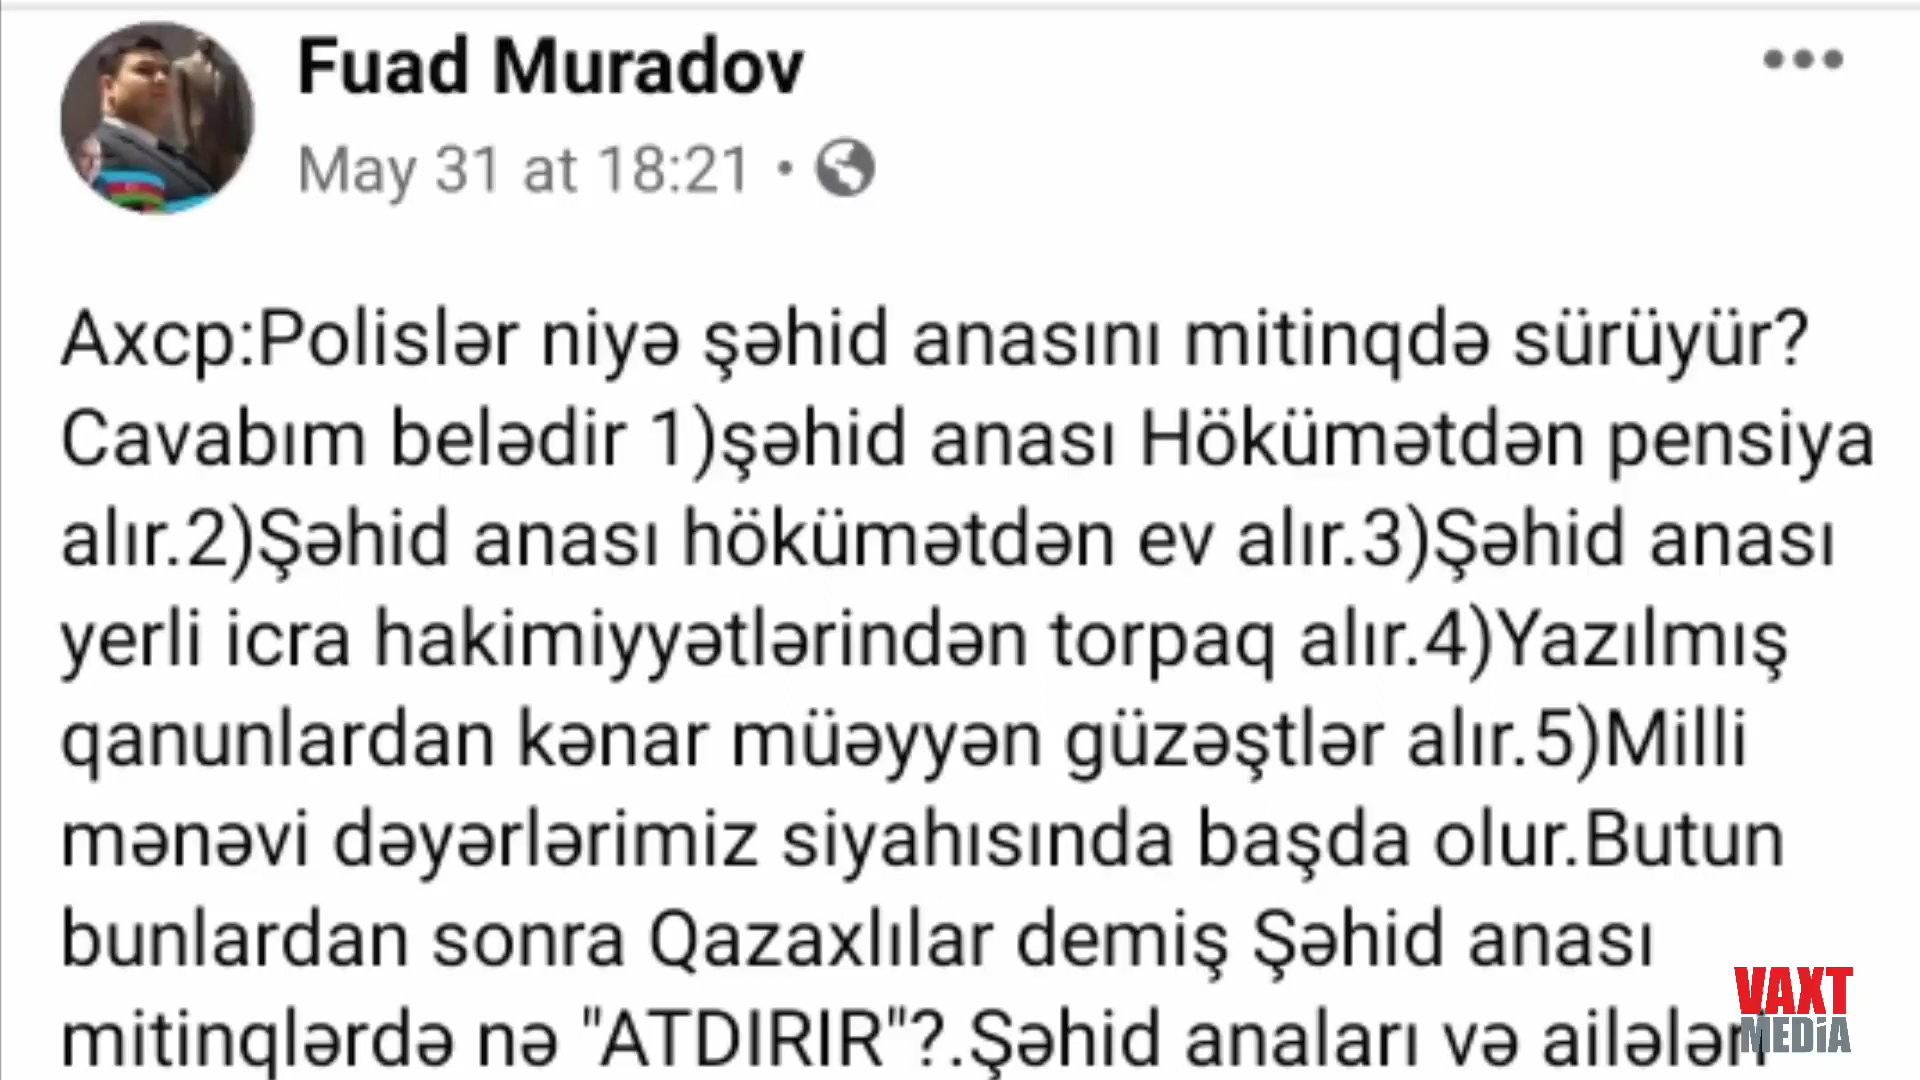 Fuad Muradov
May 31 at 18:21 ·
Axcp:Polislər niyə şəhid anasını mitinqdə sürüyür?
Cavabım belədir 1)şəhid anası Hökümətdən pensiya
alır.2)Şəhid anası hökümətdən ev alır.3)Şəhid anası
yerli icra hakimiyyətlərindən torpaq alır.4)Yazılmış
qanunlardan kənar müəyyən güzəştlər alır.5)Milli
mənəvi dəyərlərimiz siyahısında başda olur.Butun
bunlardan sonra Qazaxlılar demiş Şəhid anası
mitinqlərdə nə "ATDIRIR"?.Şəhid anaları və ailələri
VAXT
MEDİA